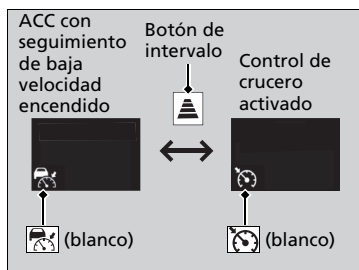 ACC con
seguimiento
de baja
velocidad
encendido
Botón de
intervalo
Control de
crucero
activado
(blanco)
(blanco)